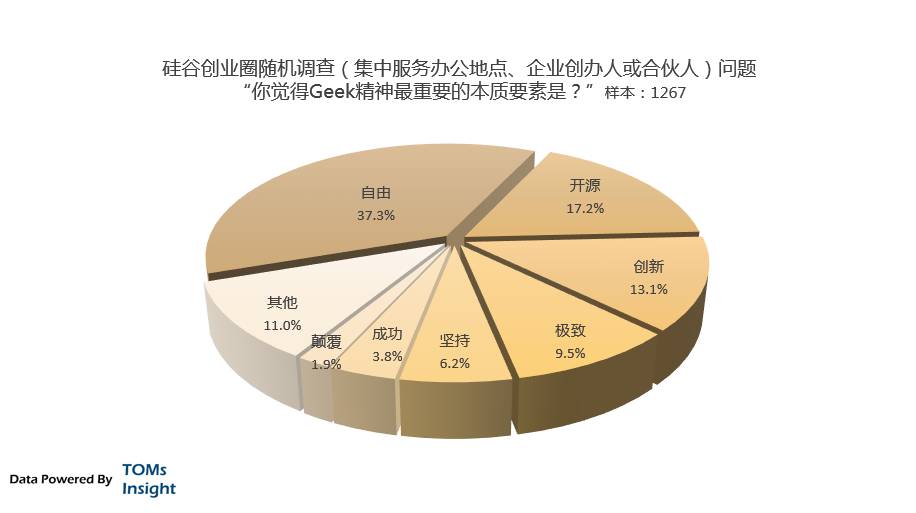 硅谷创业圈随机调查（集中服务办公地点、企业创办人或合伙人）问题
“你觉得Geek精神最重要的本质要素是？” 样本：1267
自由
37.3%
开源
17.2%
创新
13.1%
极致
9.5%
坚持
6.2%
成功
3.8%
颠覆
1.9%
其他
11.0%
Data Powered By
TOMs
Insight